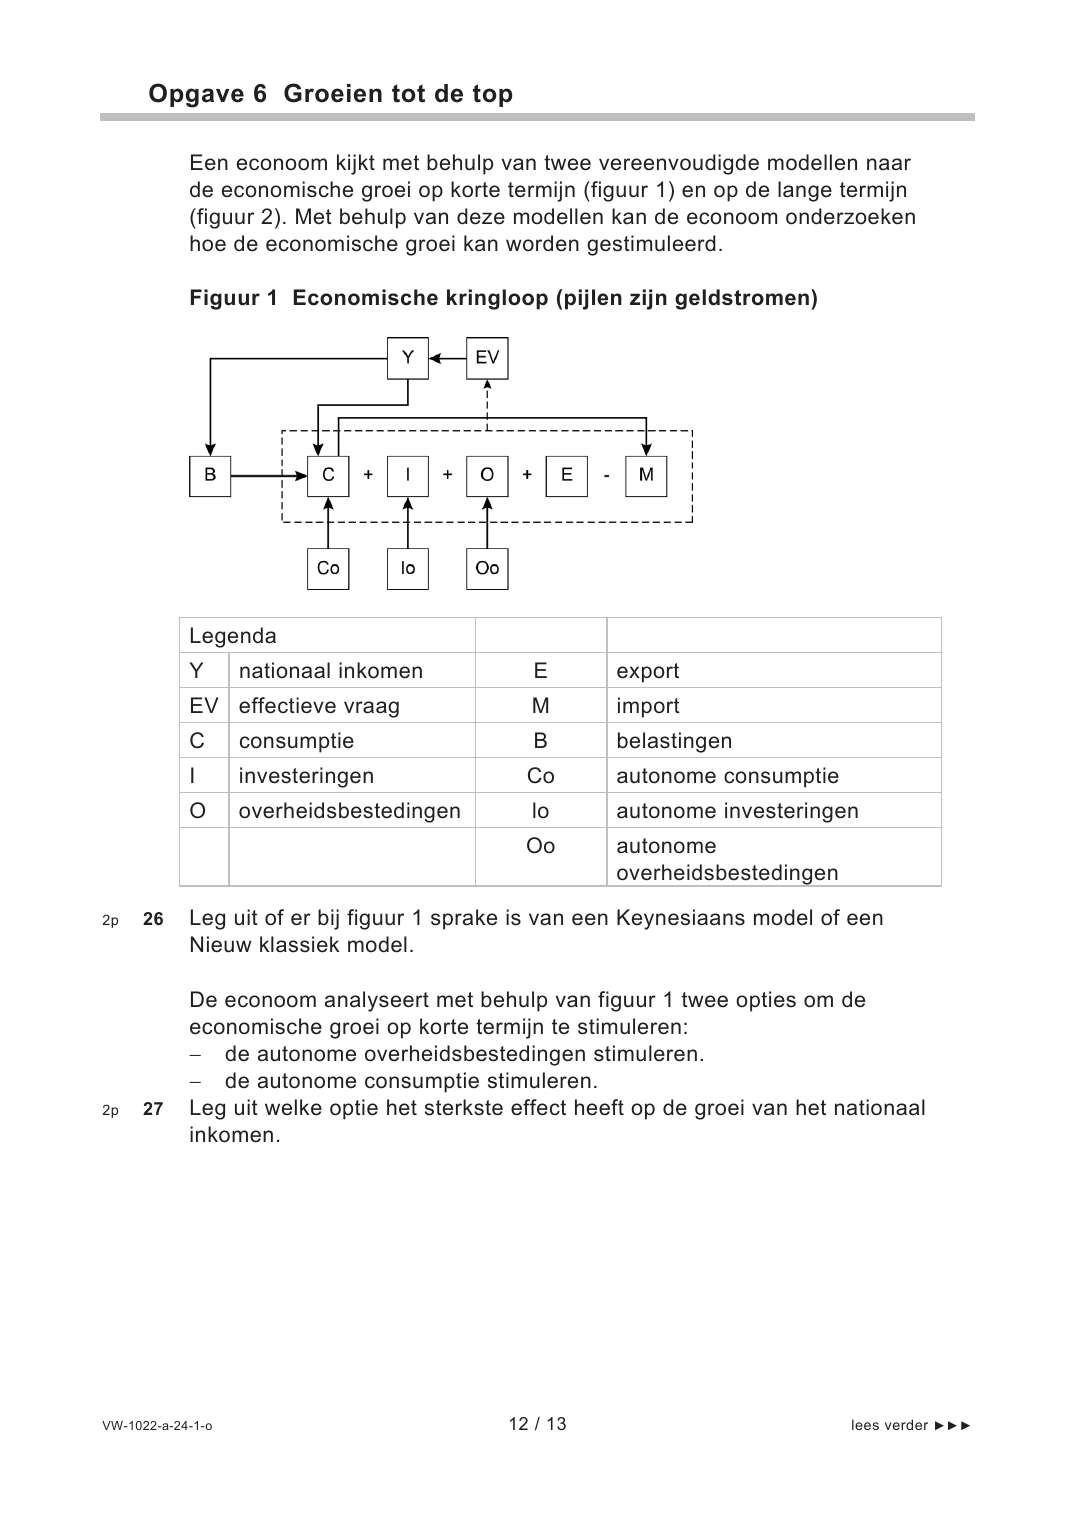 Opgave 6  Groeien tot de top
Een econoom kijkt met behulp van twee vereenvoudigde modellen naar
de economische groei op korte termijn (figuur 1) en op de lange termijn
(figuur 2). Met behulp van deze modellen kan de econoom onderzoeken
hoe de economische groei kan worden gestimuleerd.
Figuur 1  Economische kringloop (pijlen zijn geldstromen)
Y EV
B C + I + O + E - M
Co Io Oo
Legenda
Y nationaal inkomen E export
EV effectieve vraag M import
C consumptie B belastingen
I investeringen Co autonome consumptie
O overheidsbestedingen Io autonome investeringen
Oo autonome
overheidsbestedingen
2p 26 Leg uit of er bij figuur 1 sprake is van een Keynesiaans model of een
Nieuw klassiek model.
De econoom analyseert met behulp van figuur 1 twee opties om de
economische groei op korte termijn te stimuleren:
− de autonome overheidsbestedingen stimuleren.
− de autonome consumptie stimuleren.
2p 27 Leg uit welke optie het sterkste effect heeft op de groei van het nationaal
inkomen.
VW-1022-a-24-1-o 12 / 13 lees verder ►►►